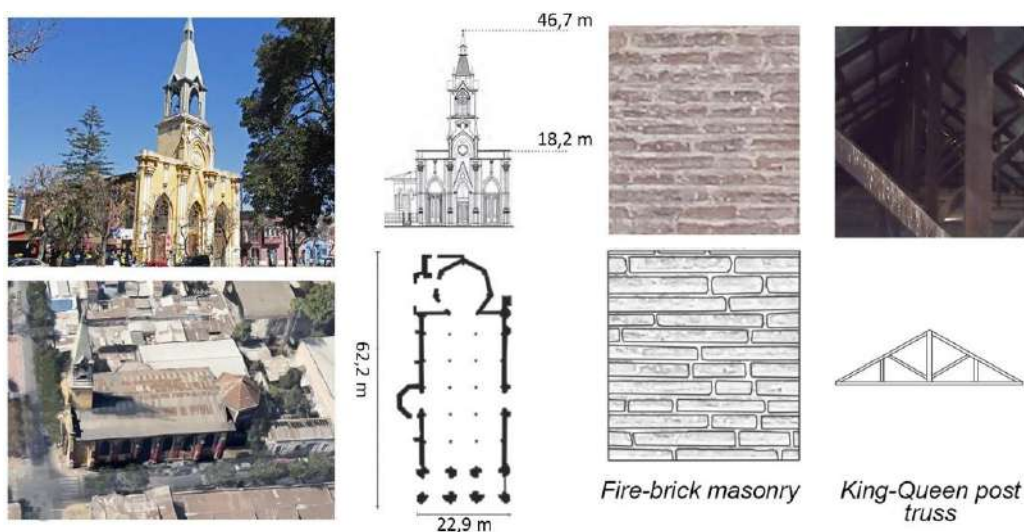 46,7 m
18,2 m
62,2 m
22,9 m
Fire-brick masonry
King-Queen post
truss